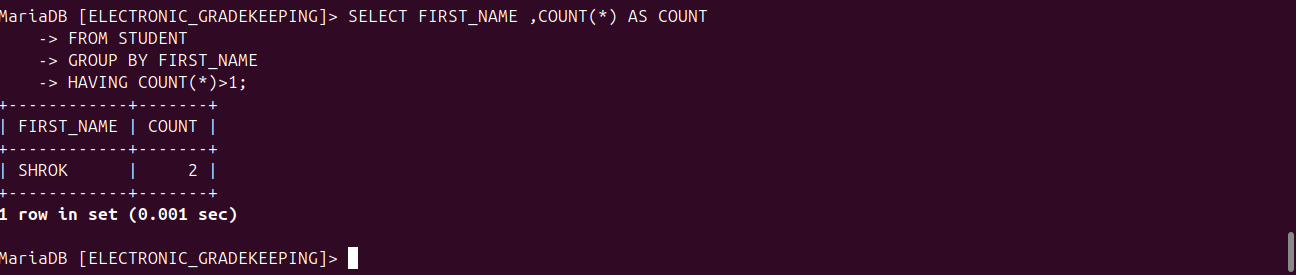 MariaDB [ELECTRONIC_GRADEKEEPING]> SELECT FIRST_NAME ,COUNT(*) AS COUNT
    -> FROM STUDENT
    -> GROUP BY FIRST_NAME
    -> HAVING COUNT(*)>1;
+------------+-------+
| FIRST_NAME | COUNT |
+------------+-------+
| SHROK      |     2 |
+------------+-------+
1 row in set (0.001 sec)
MariaDB [ELECTRONIC_GRADEKEEPING]>